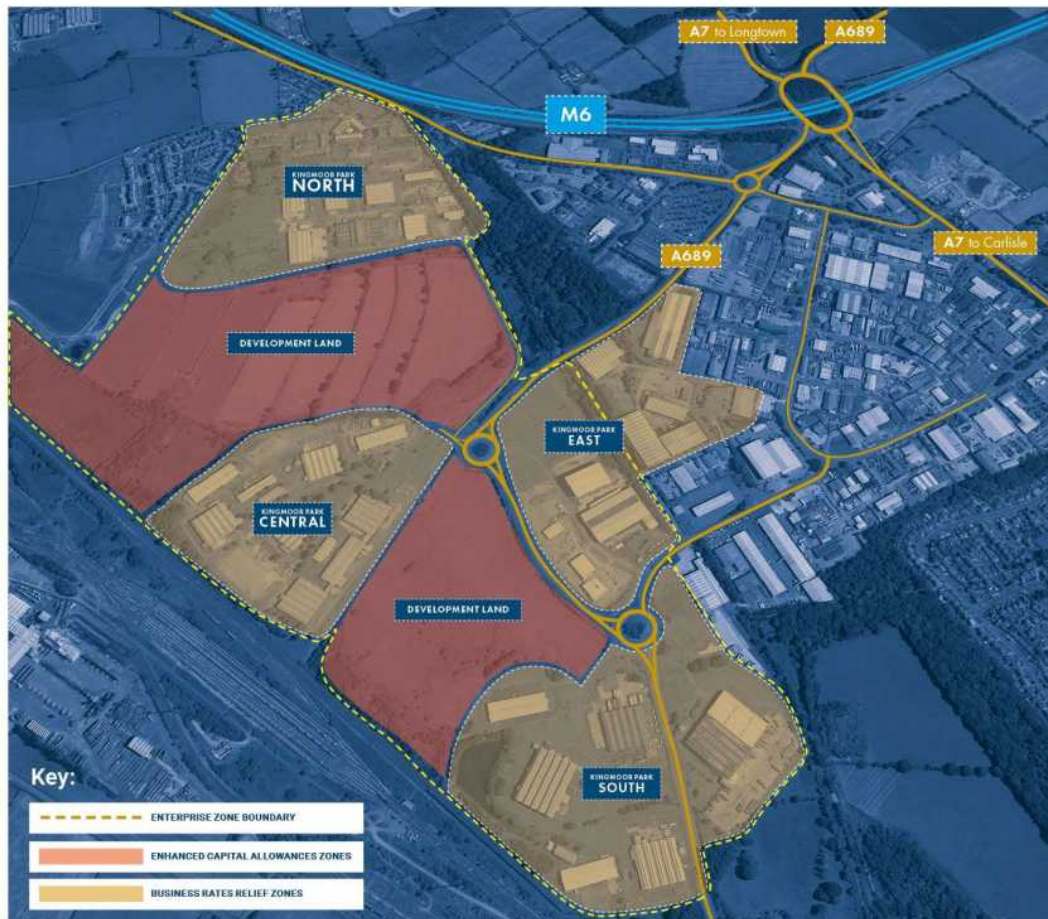 A7 to Longtown
A689
M6
KINGMOOR PARK
NORTH
A7 to Carlisle
A689
DEVELOPMENT LAND
KINGMOOR PARK
EAST
KINGMOOR PARK
CENTRAL
DEVELOPMENT LAND
KINGMOOR PARK
SOUTH
Key:
ENTERPRISE ZONE BOUNDARY
ENHANCED CAPITAL ALLOWANCES ZONES
BUSINESS RATES RELIEF ZONES